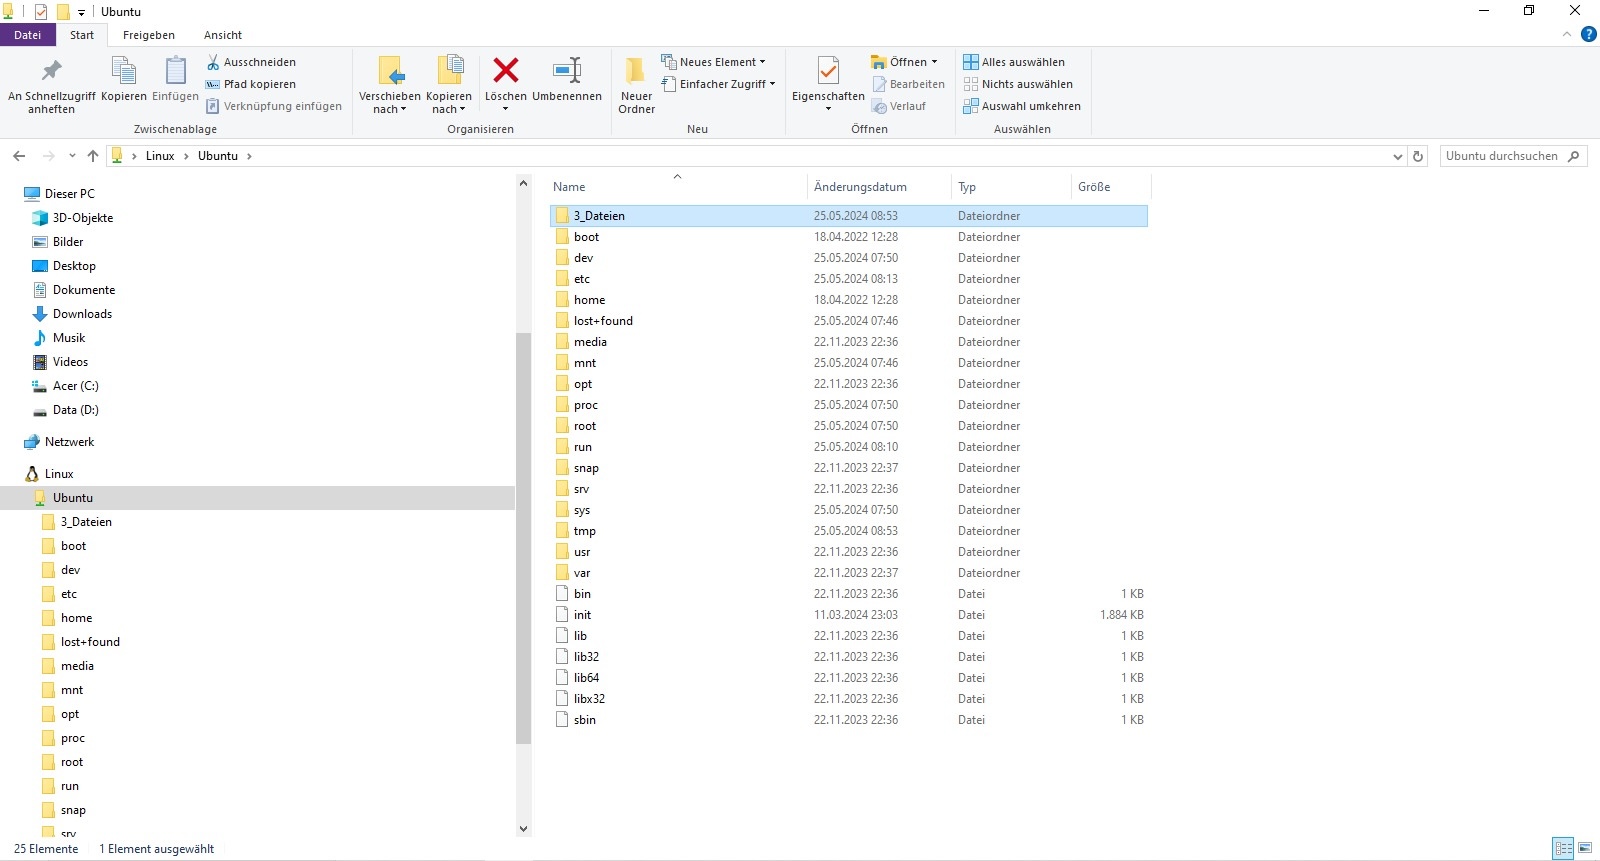 Ubuntu
Datei Start Freigeben Ansicht
An Schnellzugriff anheften Kopieren Einfügen Ausschneiden Pfad kopieren Verknüpfung einfügen
Zwischenablage
Verschieben nach Kopieren nach Löschen Umbenennen
Organisieren
Neuer Ordner Neues Element Einfacher Zugriff
Neu
Eigenschaften Öffnen Bearbeiten Verlauf
Öffnen
Alles auswählen Nichts auswählen Auswahl umkehren
Auswählen
Linux Ubuntu Ubuntu durchsuchen
Dieser PC
3D-Objekte
Bilder
Desktop
Dokumente
Downloads
Musik
Videos
Acer (C:)
Data (D:)
Netzwerk
Linux
Ubuntu
3_Dateien
boot
dev
etc
home
lost+found
media
mnt
opt
proc
root
run
snap
srv
Name Änderungsdatum Typ Größe
3_Dateien 25.05.2024 08:53 Dateiordner
boot 18.04.2022 12:28 Dateiordner
dev 25.05.2024 07:50 Dateiordner
etc 25.05.2024 08:13 Dateiordner
home 18.04.2022 12:28 Dateiordner
lost+found 25.05.2024 07:46 Dateiordner
media 22.11.2023 22:36 Dateiordner
mnt 25.05.2024 07:46 Dateiordner
opt 22.11.2023 22:36 Dateiordner
proc 25.05.2024 07:50 Dateiordner
root 25.05.2024 07:50 Dateiordner
run 25.05.2024 08:10 Dateiordner
snap 22.11.2023 22:37 Dateiordner
srv 22.11.2023 22:36 Dateiordner
sys 25.05.2024 07:50 Dateiordner
tmp 25.05.2024 08:53 Dateiordner
usr 22.11.2023 22:36 Dateiordner
var 22.11.2023 22:37 Dateiordner
bin 22.11.2023 22:36 Datei 1 KB
init 11.03.2024 23:03 Datei 1.884 KB
lib 22.11.2023 22:36 Datei 1 KB
lib32 22.11.2023 22:36 Datei 1 KB
lib64 22.11.2023 22:36 Datei 1 KB
libx32 22.11.2023 22:36 Datei 1 KB
sbin 22.11.2023 22:36 Datei 1 KB
25 Elemente 1 Element ausgewählt